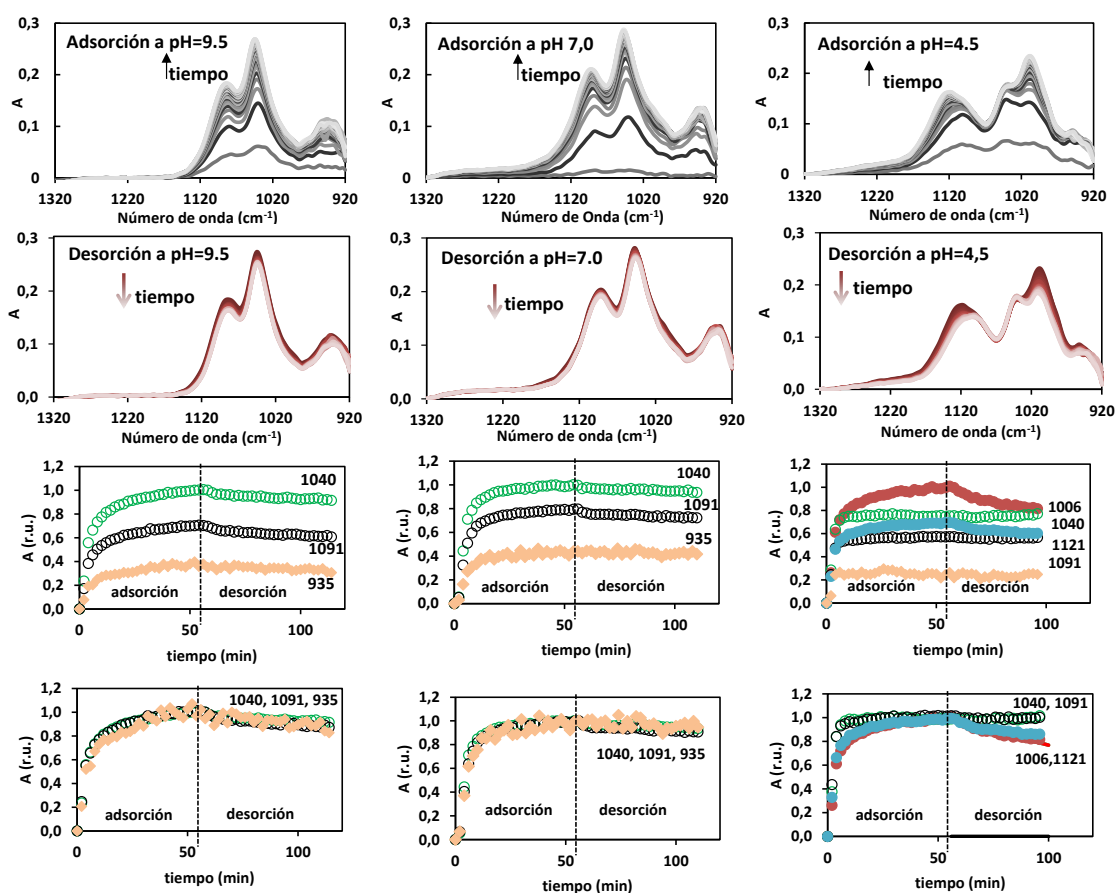 Adsorción a pH=9.5
tiempo
A
0,3
0,2
0,1
0
1320 1220 1120 1020 920
Número de onda (cm-1)
Adsorción a pH 7,0
tiempo
A
0,3
0,2
0,1
0
1320 1220 1120 1020 920
Número de Onda (cm-1)
Adsorción a pH=4.5
tiempo
A
0,3
0,2
0,1
0
1320 1220 1120 1020 920
Número de onda (cm-1)
Desorción a pH=9.5
tiempo
A
0,3
0,2
0,1
0,0
1320 1220 1120 1020 920
Número de onda (cm-1)
Desorción a pH=7.0
tiempo
A
0,3
0,2
0,1
0,0
1320 1220 1120 1020 920
Número de onda (cm-1)
Desorción a pH=4,5
tiempo
A
0,3
0,2
0,1
0,0
1320 1220 1120 1020 920
Número de onda (cm-1)
A (r.u.)
1,2
1,0
0,8
0,6
0,4
0,2
0,0
1040
1091
935
adsorción desorción
0 50 100
tiempo (min)
A (r.u.)
1,2
1,0
0,8
0,6
0,4
0,2
0,0
1040
1091
935
adsorción desorción
0 50 100
tiempo (min)
A (r.u.)
1,2
1,0
0,8
0,6
0,4
0,2
0,0
1006
1040
1121
1091
adsorción desorción
0 50 100
tiempo (min)
A (r.u.)
1,2
1,0
0,8
0,6
0,4
0,2
0,0
1040, 1091, 935
adsorción desorción
0 50 100
tiempo (min)
A (r.u.)
1,2
1,0
0,8
0,6
0,4
0,2
0,0
1040, 1091, 935
adsorción desorción
0 50 100
tiempo (min)
A (r.u.)
1,2
1,0
0,8
0,6
0,4
0,2
0,0
1040, 1091
1006,1121
adsorción desorción
0 50 100
tiempo (min)